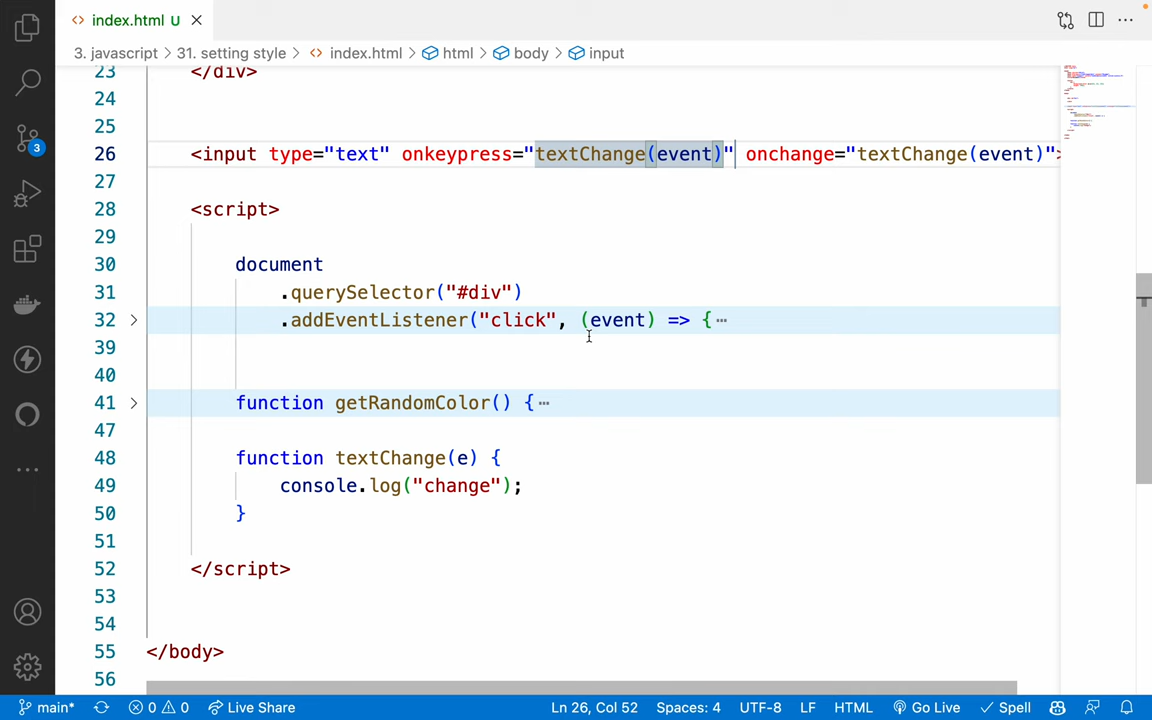 index.html U
3. javascript > 31. setting style > index.html > html > body > input
23 </div>
24
25
26 <input type="text" onkeypress="textChange(event)" onchange="textChange(event)">
27
28 <script>
29
30 document
31 .querySelector("#div")
32 .addEventListener("click", (event) => {⋯
39
40
41 function getRandomColor() {⋯
47
48 function textChange(e) {
49 console.log("change");
50 }
51
52 </script>
53
54
55 </body>
56
3
main* 0 0 Live Share Ln 26, Col 52 Spaces: 4 UTF-8 LF HTML Go Live Spell